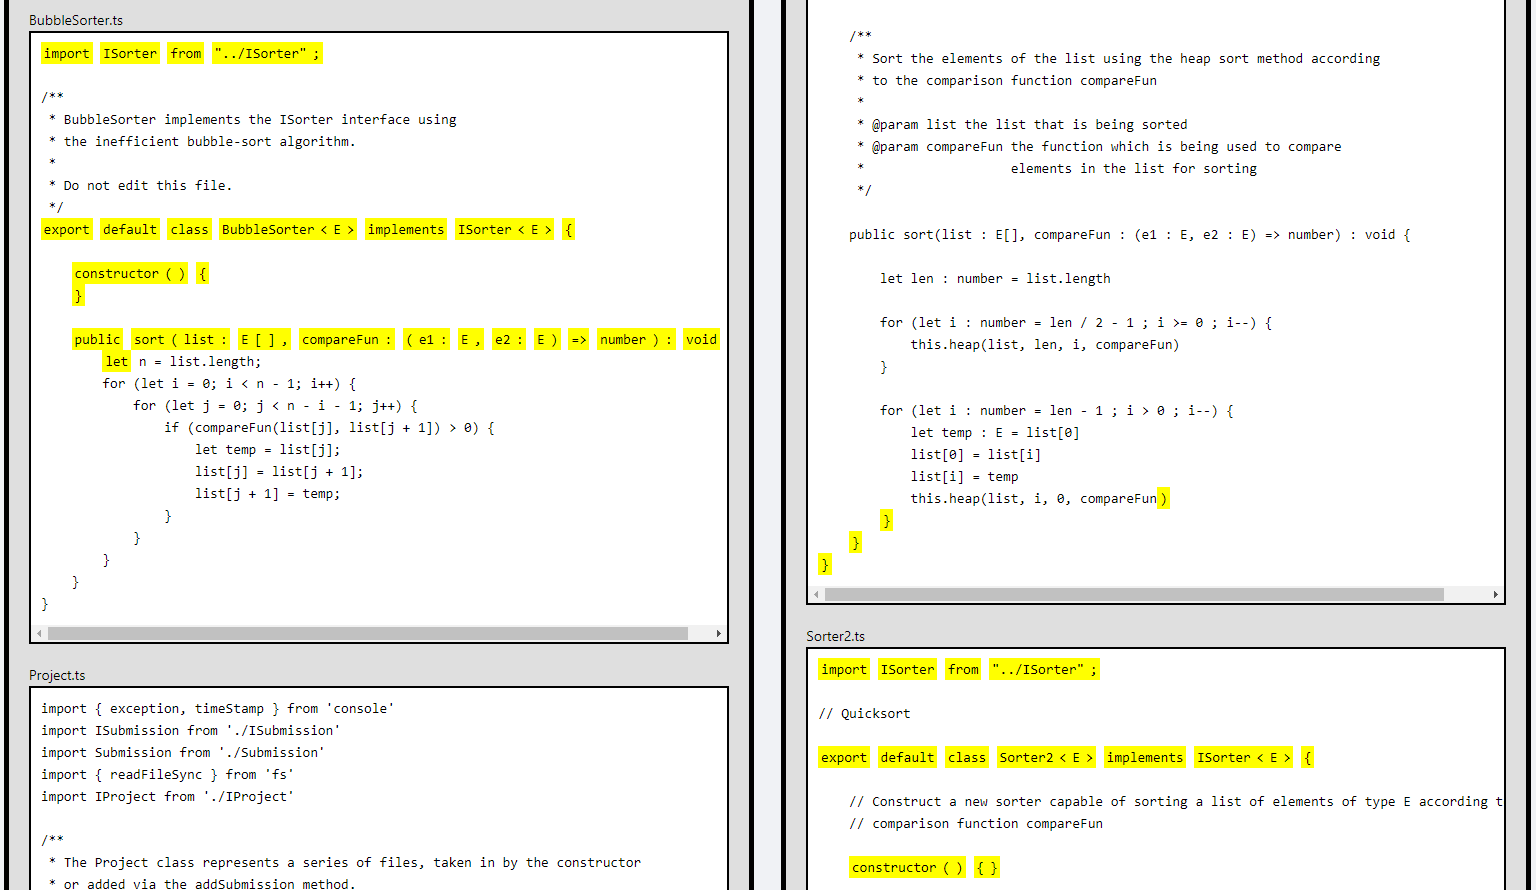 BubbleSorter.ts
import ISorter from "../ISorter" ;
/**
* BubbleSorter implements the ISorter interface using
* the inefficient bubble-sort algorithm.
*
* Do not edit this file.
*/
export default class BubbleSorter < E > implements ISorter < E > {
constructor ( ) {
}
public sort ( list : E [ ] , compareFun : ( e1 : E , e2 : E ) => number ) : void
let n = list.length;
for (let i = 0; i < n - 1; i++) {
for (let j = 0; j < n - i - 1; j++) {
if (compareFun(list[j], list[j + 1]) > 0) {
let temp = list[j];
list[j] = list[j + 1];
list[j + 1] = temp;
}
}
}
}
}
Project.ts
import { exception, timeStamp } from 'console'
import ISubmission from './ISubmission'
import Submission from './Submission'
import { readFileSync } from 'fs'
import IProject from './IProject'
/**
* The Project class represents a series of files, taken in by the constructor
* or added via the addSubmission method.
/**
* Sort the elements of the list using the heap sort method according
* to the comparison function compareFun
*
* @param list the list that is being sorted
* @param compareFun the function which is being used to compare
* elements in the list for sorting
*/
public sort(list : E[], compareFun : (e1 : E, e2 : E) => number) : void {
let len : number = list.length
for (let i : number = len / 2 - 1 ; i >= 0 ; i--) {
this.heap(list, len, i, compareFun)
}
for (let i : number = len - 1 ; i > 0 ; i--) {
let temp : E = list[0]
list[0] = list[i]
list[i] = temp
this.heap(list, i, 0, compareFun )
}
}
}
Sorter2.ts
import ISorter from "../ISorter" ;
// Quicksort
export default class Sorter2 < E > implements ISorter < E > {
// Construct a new sorter capable of sorting a list of elements of type E according t
// comparison function compareFun
constructor ( ) { }